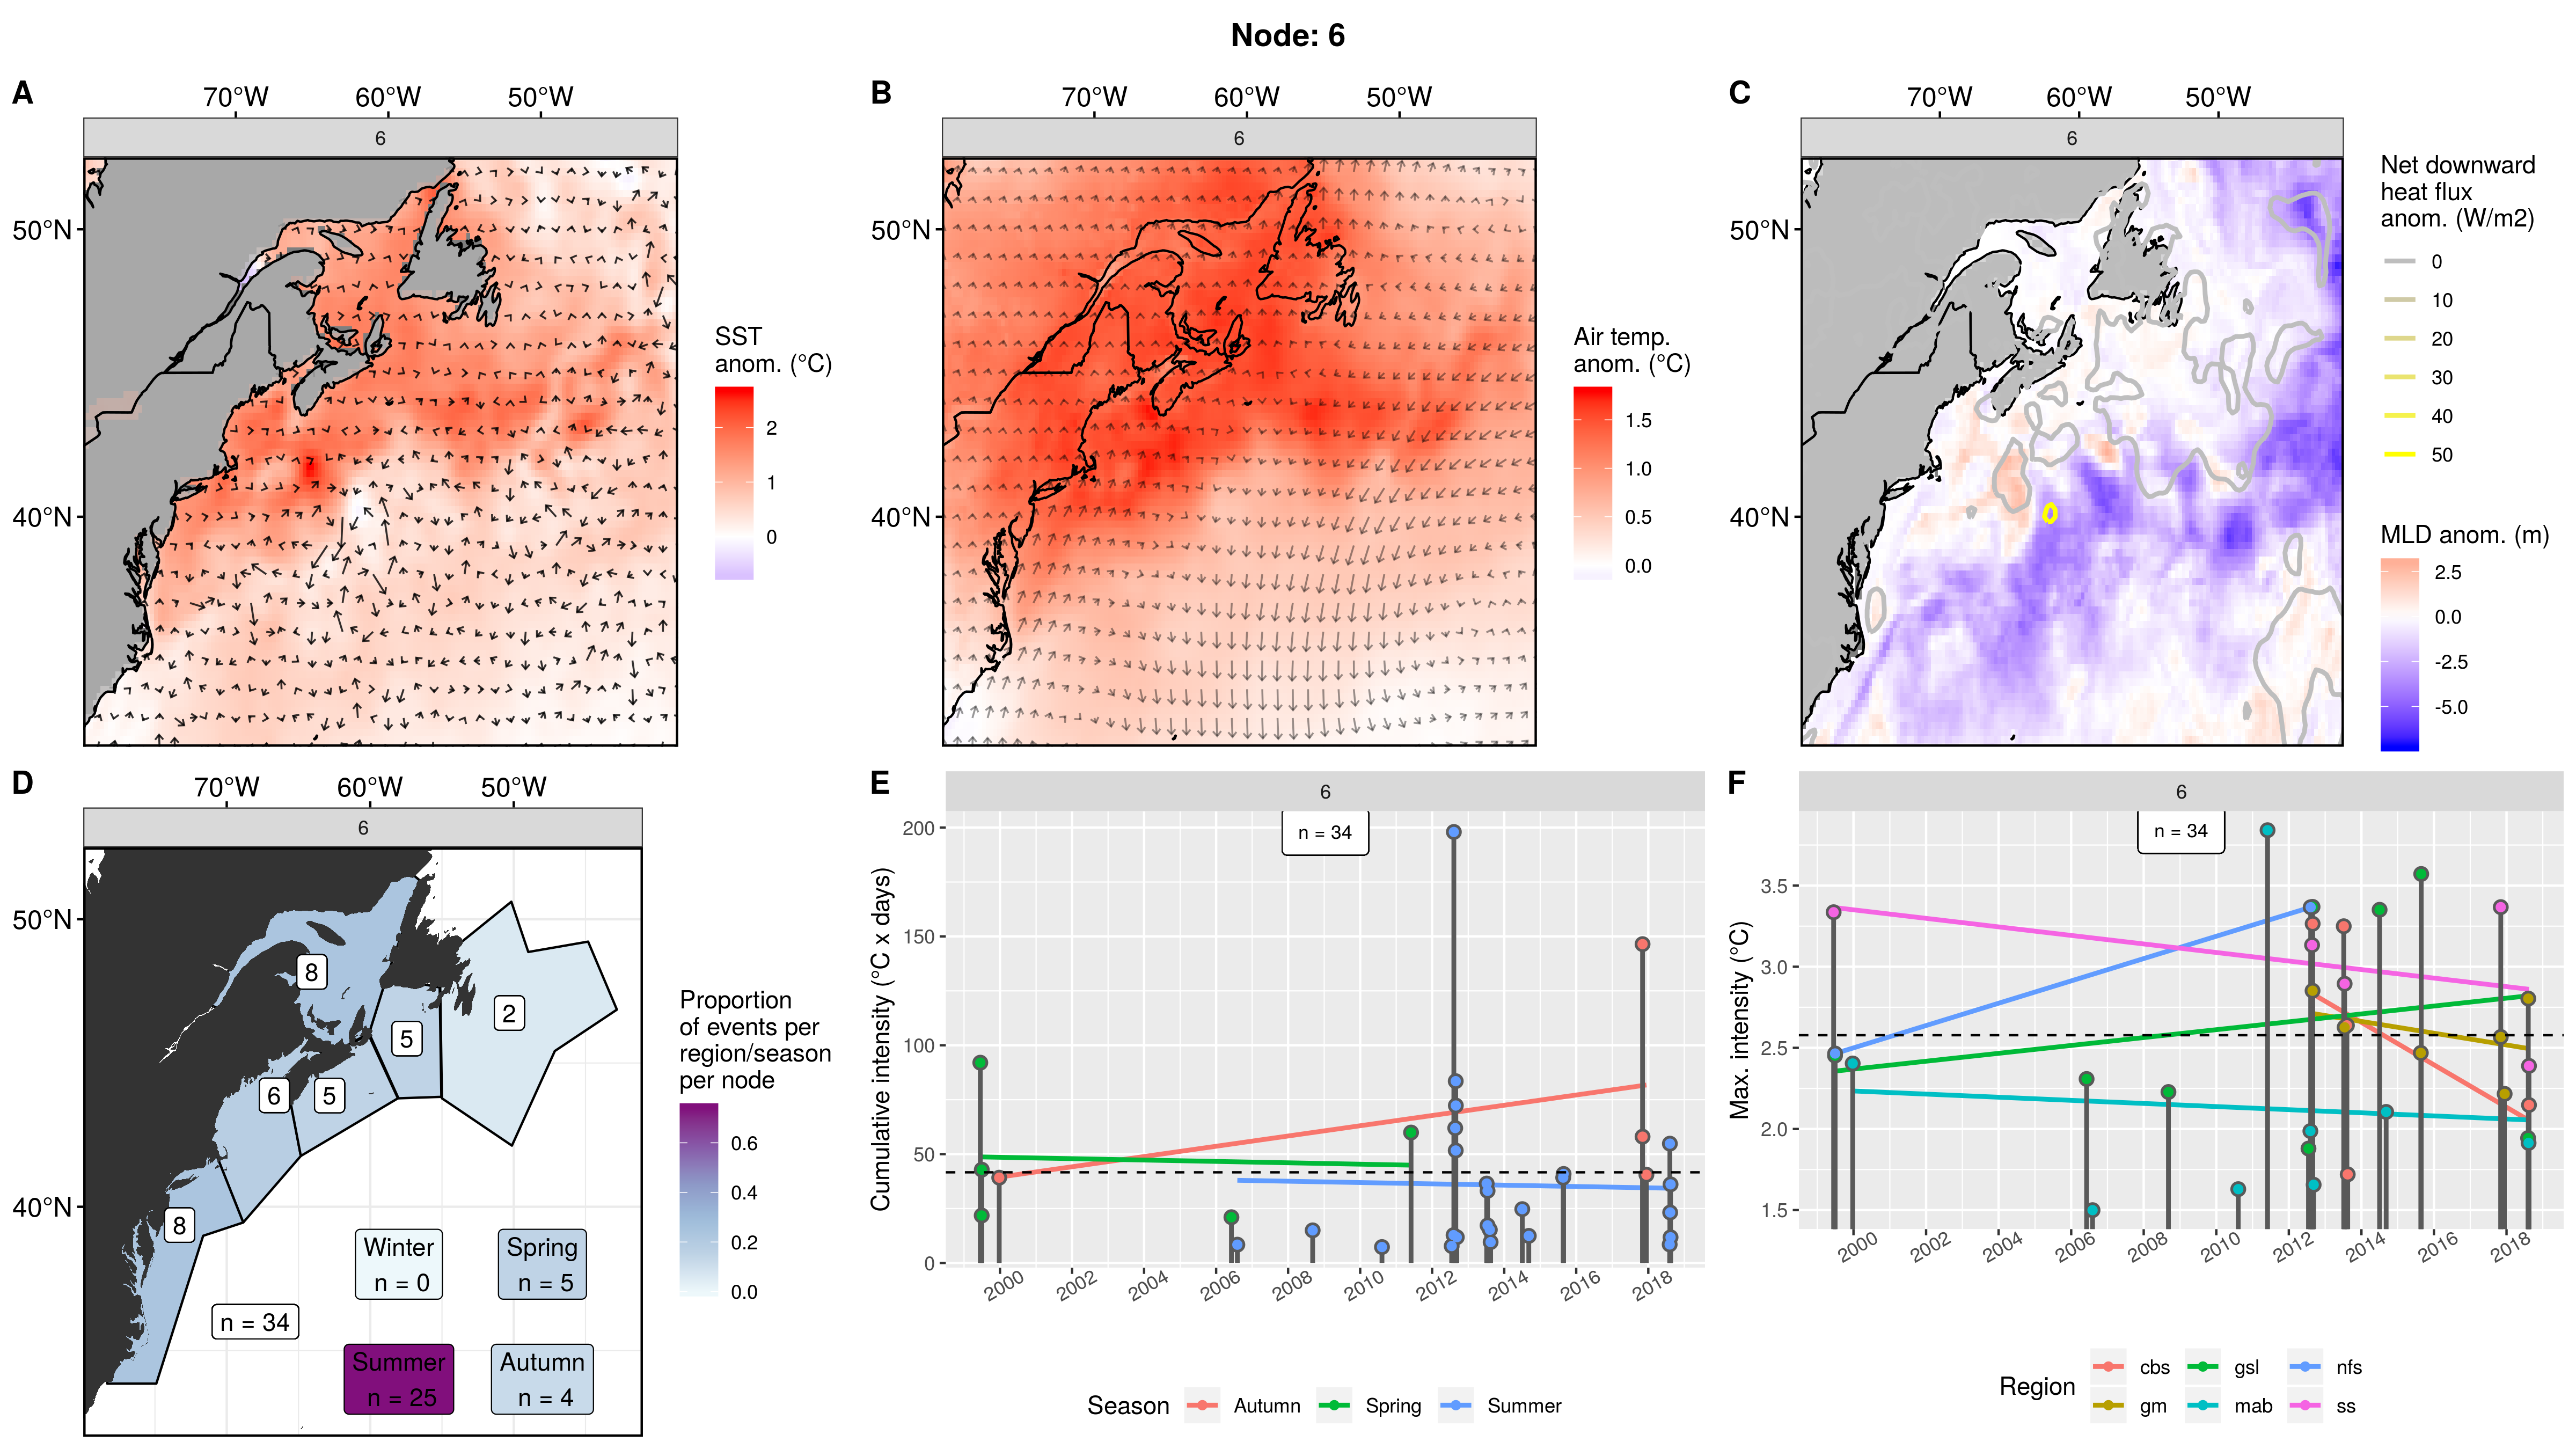 Node: 6
A
70°W 60°W 50°W
6
50°N
40°N
SST
anom. (°C)
2
1
0
B
70°W 60°W 50°W
6
50°N
40°N
Air temp.
anom. (°C)
1.5
1.0
0.5
0.0
C
70°W 60°W 50°W
6
50°N
40°N
Net downward
heat flux
anom. (W/m2)
0
10
20
30
40
50
MLD anom. (m)
2.5
0.0
-2.5
-5.0
D
70°W 60°W 50°W
6
50°N
40°N
8
2
5
6
5
8
Winter
n = 0
Spring
n = 5
n = 34
Summer
n = 25
Autumn
n = 4
Proportion
of events per
region/season
per node
0.6
0.4
0.2
0.0
E
6
n = 34
Cumulative intensity (°C x days)
200
150
100
50
0
2000 2002 2004 2006 2008 2010 2012 2014 2016 2018
Season Autumn Spring Summer
F
6
n = 34
Max. intensity (°C)
3.5
3.0
2.5
2.0
1.5
2000 2002 2004 2006 2008 2010 2012 2014 2016 2018
Region
cbs gsl nfs
gm mab ss